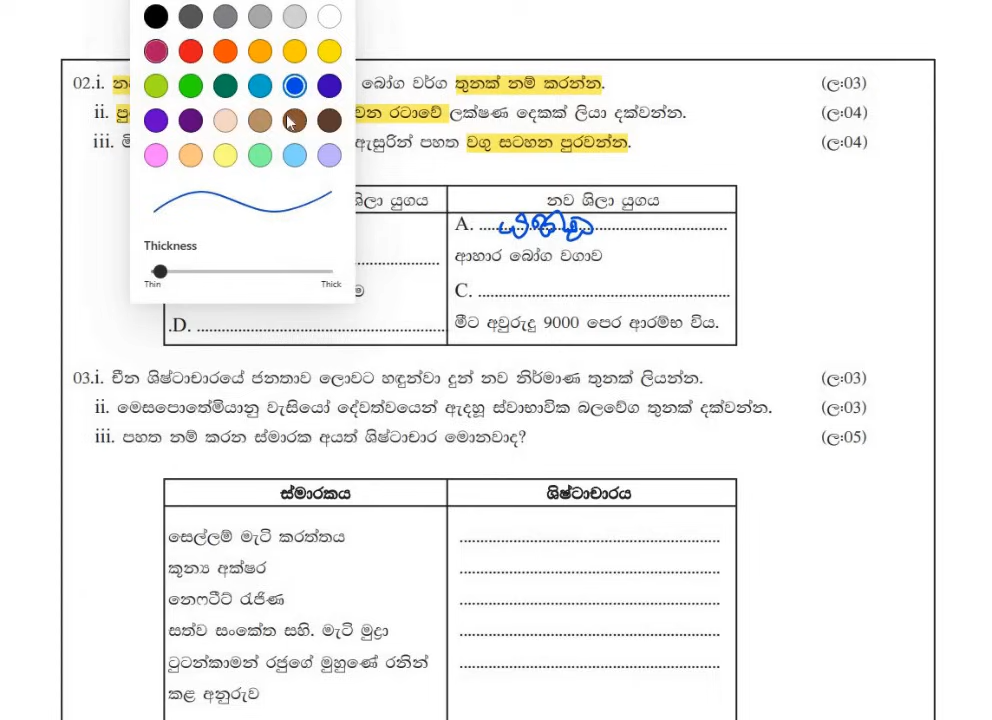 02.i. බෝග වර්ග තුනක් නම් කරන්න. (ල:03)
ii. වන රටාවේ ලක්ෂණ දෙකක් ලියා දක්වන්න. (ල:04)
iii. ඇසුරින් පහත වගු සටහන පුරවන්න. (ල:04)
ශිලා යුගය නව ශිලා යුගය
A. ................................................
ආහාර බෝග වගාව
C. ................................................
.D. ................................................ මීට අවුරුදු 9000 පෙර ආරම්භ විය.
Thickness
Thin Thick
03.i. චීන ශිෂ්ටාචාරයේ ජනතාව ලොවට හඳුන්වා දුන් නව නිර්මාණ තුනක් ලියන්න. (ල:03)
ii. මෙසපොතේමියානු වැසියෝ දේවත්වයෙන් ඇදහූ ස්වාභාවික බලවේග තුනක් දක්වන්න. (ල:03)
iii. පහත නම් කරන ස්මාරක අයත් ශිෂ්ටාචාර මොනවාද? (ල:05)
ස්මාරකය ශිෂ්ටාචාරය
සෙල්ලම් මැටි කරත්තය ................................................
කූන්‍ය අක්ෂර ................................................
නෙෆටීටි රැජිණ ................................................
සත්ව සංකේත සහි. මැටි මුද්‍රා ................................................
ටුටන්කාමන් රජුගේ මුහුණේ රනින් ................................................
කළ අනුරුව